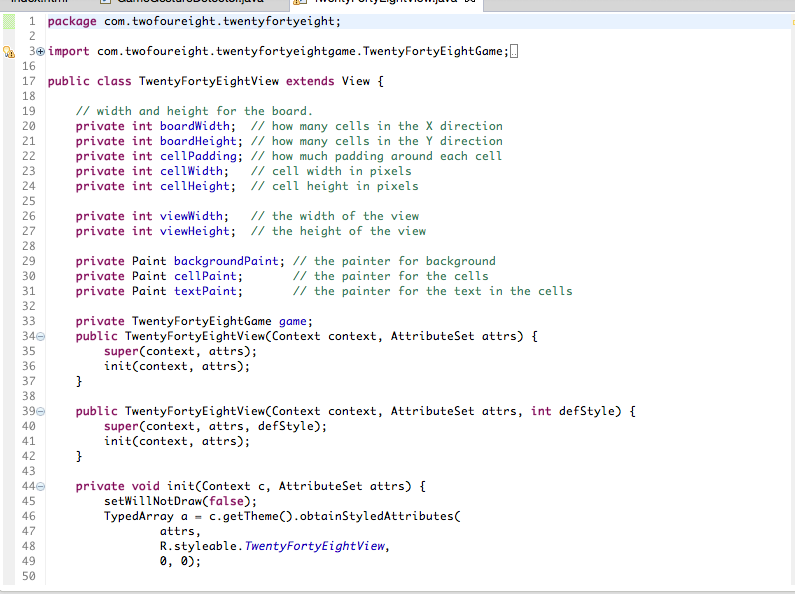 1 package com.twofoureight.twentyfortyeight;
2
3 import com.twofoureight.twentyfortyeightgame.TwentyFortyEightGame;
16
17 public class TwentyFortyEightView extends View {
18
19 // width and height for the board.
20 private int boardWidth; // how many cells in the X direction
21 private int boardHeight; // how many cells in the Y direction
22 private int cellPadding; // how much padding around each cell
23 private int cellWidth; // cell width in pixels
24 private int cellHeight; // cell height in pixels
25
26 private int viewWidth; // the width of the view
27 private int viewHeight; // the height of the view
28
29 private Paint backgroundPaint; // the painter for background
30 private Paint cellPaint; // the painter for the cells
31 private Paint textPaint; // the painter for the text in the cells
32
33 private TwentyFortyEightGame game;
34 public TwentyFortyEightView(Context context, AttributeSet attrs) {
35 super(context, attrs);
36 init(context, attrs);
37 }
38
39 public TwentyFortyEightView(Context context, AttributeSet attrs, int defStyle) {
40 super(context, attrs, defStyle);
41 init(context, attrs);
42 }
43
44 private void init(Context c, AttributeSet attrs) {
45 setWillNotDraw(false);
46 TypedArray a = c.getTheme().obtainStyledAttributes(
47 attrs,
48 R.styleable.TwentyFortyEightView,
49 0, 0);
50